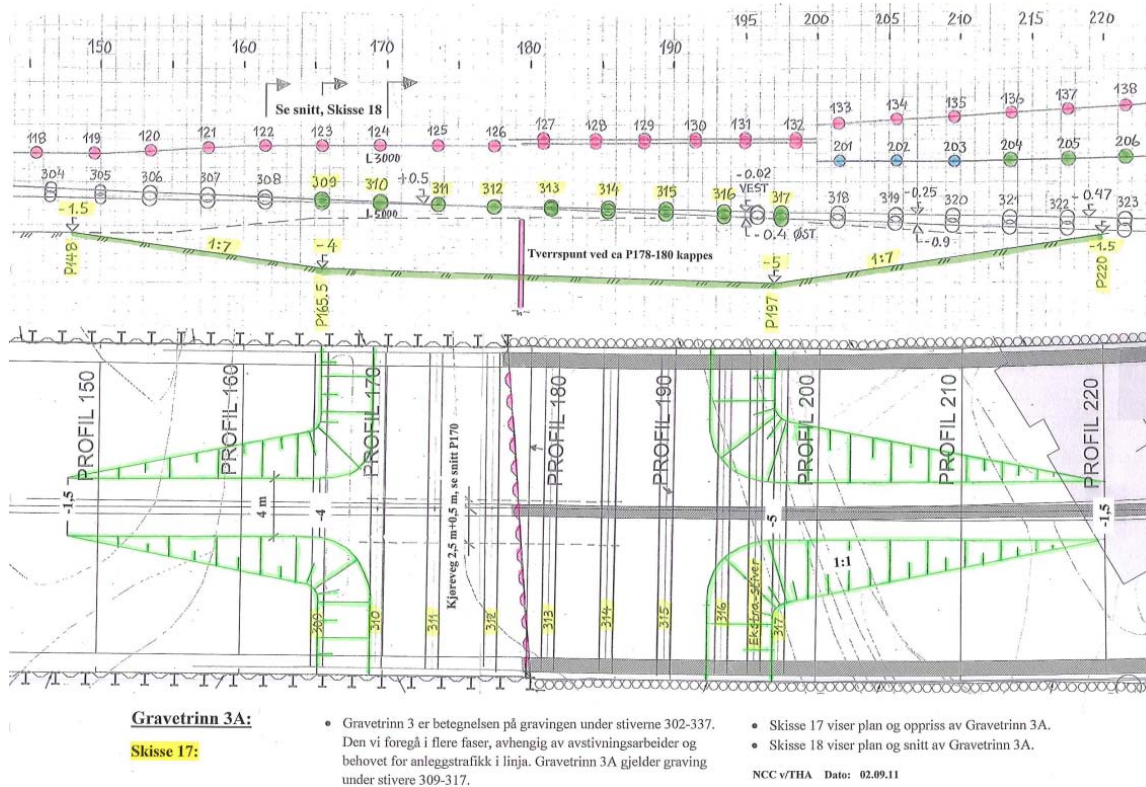 195 200 205 210 215 220
150 160 170 180 190
Se snitt, Skisse 18
133 134 135 136 137 138
118 119 120 121 122 123 124 125 126 127 128 129 130 131 132
L3000
201 202 203 204 205 206
304 305 306 307 308 309 310 +0.5 311 312 313 314 315 316 -0.02 VEST 317 318 319 -0.25 320 321 322 -0.47 323
L5000
-0.4 ØST -0.9
-1.5 1:7 -4 Tverrspunt ved ca P178-180 kappes -5 1:7 -1.5
P148 P165.5 P197 P220
PROFIL 150
PROFIL 160
PROFIL 170
PROFIL 180
PROFIL 190
PROFIL 200
PROFIL 210
PROFIL 220
-1,5 4 m -4 -5 -1,5
Kjøreveg 2,5 m+0,5 m, se snitt P170
1:1
309 310 311 312 313 314 315 316 Ekstra-stiver 317
Gravetrinn 3A:
Skisse 17:
• Gravetrinn 3 er betegnelsen på gravingen under stiverne 302-337.
Den vi foregå i flere faser, avhengig av avstivningsarbeider og
behovet for anleggstrafikk i linja. Gravetrinn 3A gjelder graving
under stivere 309-317.
• Skisse 17 viser plan og oppriss av Gravetrinn 3A.
• Skisse 18 viser plan og snitt av Gravetrinn 3A.
NCC v/THA Dato: 02.09.11